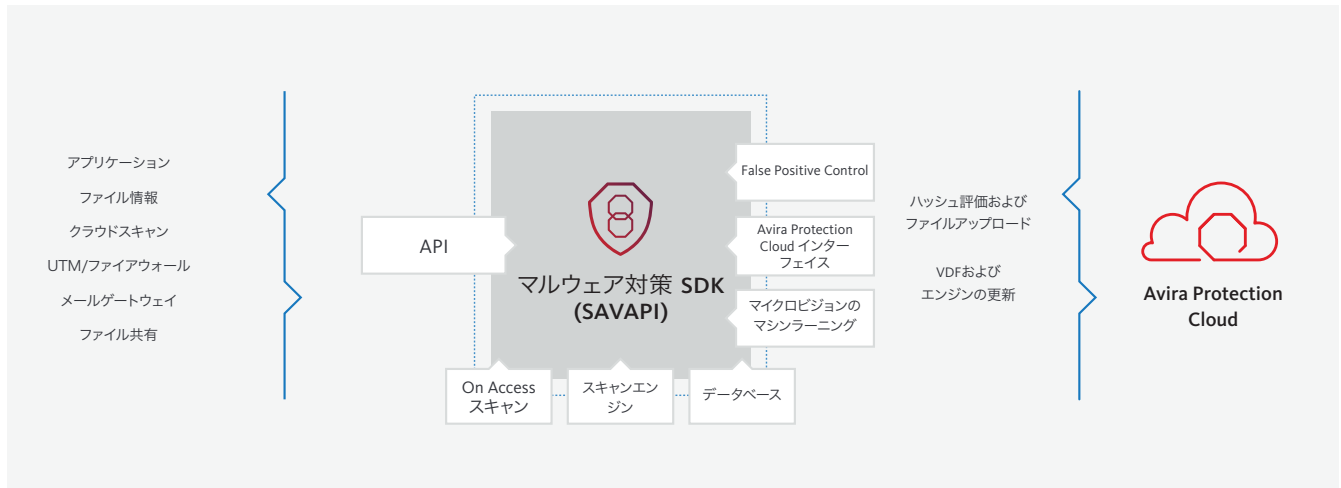 アプリケーション
ファイル情報
クラウドスキャン
UTM/ファイアウォール
メールゲートウェイ
ファイル共有
API
マルウェア対策 SDK
(SAVAPI)
False Positive Control
Avira Protection
Cloud インター
フェイス
マイクロビジョンの
マシンラーニング
On Access
スキャン
スキャンエン
ジン
データベース
ハッシュ評価および
ファイルアップロード
VDFおよび
エンジンの更新
Avira Protection
Cloud